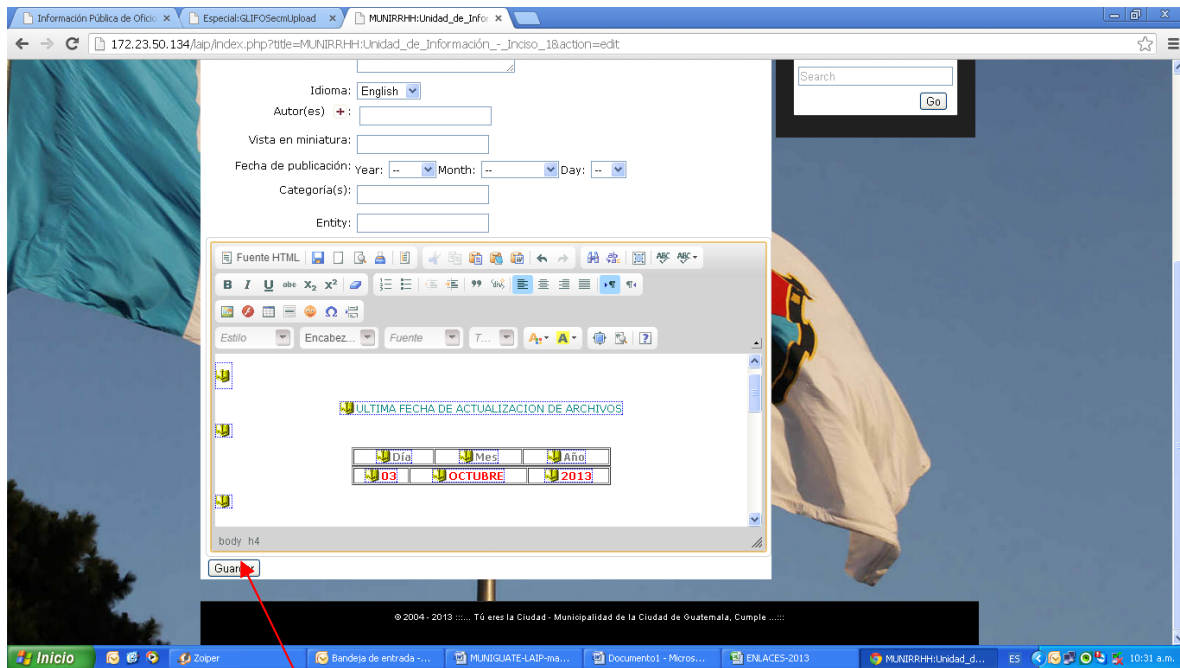 Información Pública de Oficio
Especial:GLIFOSecmUpload
MUNIRRHH:Unidad_de_Infor
172.23.50.134/laip/index.php?title=MUNIRRHH:Unidad_de_Información_-_Inciso_1&action=edit
Search
Go
Idioma: English
Autor(es) + :
Vista en miniatura:
Fecha de publicación: Year: -- Month: -- Day: --
Categoría(s):
Entity:
Fuente HTML ABC ABC
B I U abc X₂ X² div
Estilo Encabez... Fuente T... A A ?
ULTIMA FECHA DE ACTUALIZACION DE ARCHIVOS
Día Mes Año
03 OCTUBRE 2013
body h4
Guardar
© 2004 - 2013 :::... Tú eres la Ciudad - Municipalidad de la Ciudad de Guatemala, Cumple ...:::
Inicio Zoiper Bandeja de entrada -... MUNIGUATE-LAIP-ma... Documento1 - Micros... ENLACES-2013 MUNIRRHH:Unidad_d... ES 10:31 a.m.